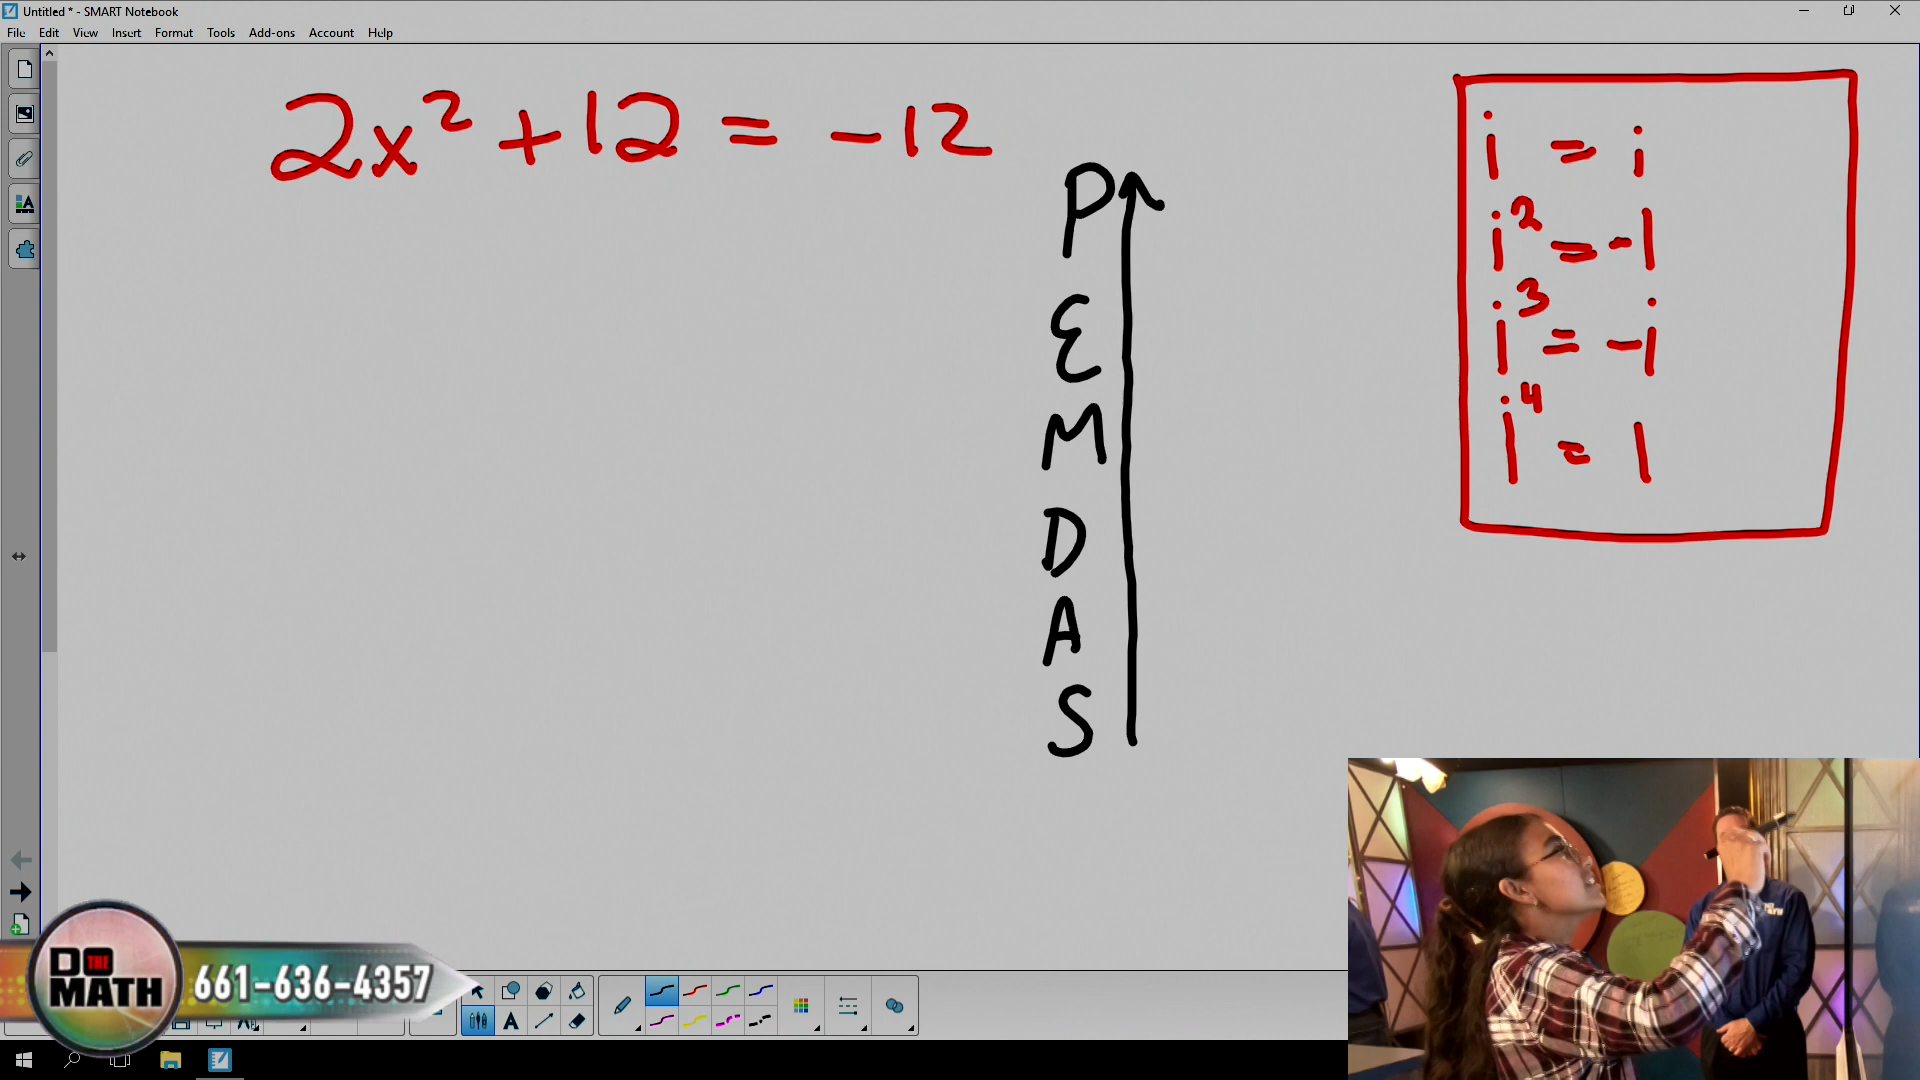 Untitled * - SMART Notebook
File Edit View Insert Format Tools Add-ons Account Help
2x² + 12 = -12
P
E
M
D
A
S
i = i
i² = -1
i³ = -i
i⁴ = 1
DO THE MATH
661-636-4357